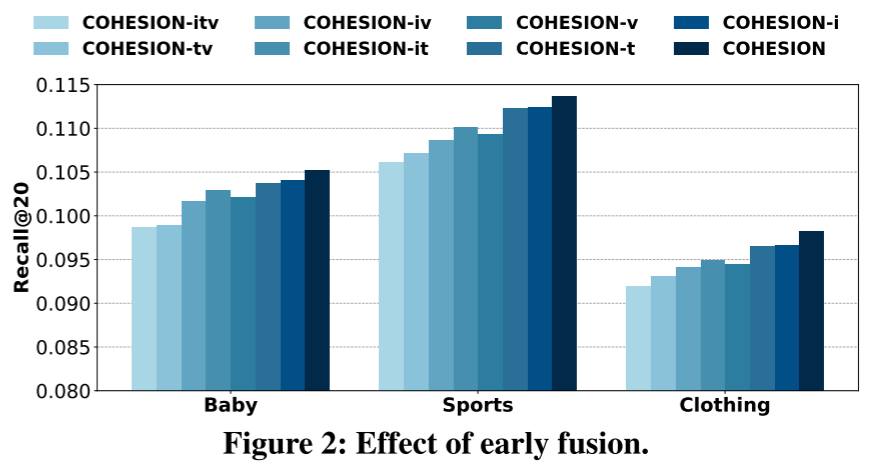 COHESION-itv COHESION-iv COHESION-v COHESION-i
COHESION-tv COHESION-it COHESION-t COHESION
0.115
0.110
0.105
0.100
0.095
0.090
0.085
0.080
Recall@20
Baby Sports Clothing
Figure 2: Effect of early fusion.